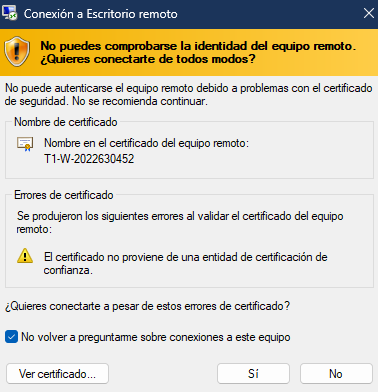 Conexión a Escritorio remoto
No puedes comprobarse la identidad del equipo remoto.
¿Quieres conectarte de todos modos?
No puede autenticarse el equipo remoto debido a problemas con el certificado
de seguridad. No se recomienda continuar.
Nombre de certificado
Nombre en el certificado del equipo remoto:
T1-W-2022630452
Errores de certificado
Se produjeron los siguientes errores al validar el certificado del equipo
remoto:
El certificado no proviene de una entidad de certificación de
confianza.
¿Quieres conectarte a pesar de estos errores de certificado?
No volver a preguntarme sobre conexiones a este equipo
Ver certificado...
Sí
No